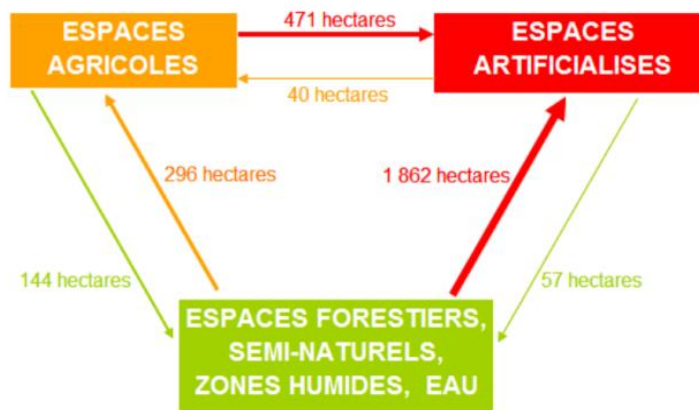 471 hectares
ESPACES
AGRICOLES
ESPACES
ARTIFICIALISES
40 hectares
296 hectares
1 862 hectares
144 hectares
57 hectares
ESPACES FORESTIERS,
SEMI-NATURELS,
ZONES HUMIDES, EAU